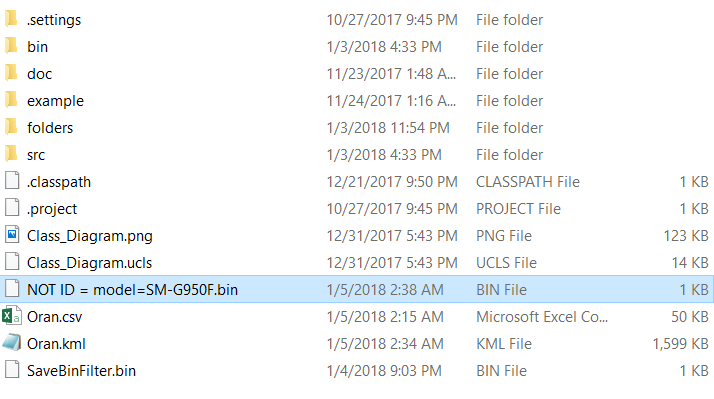 .settings 10/27/2017 9:45 PM File folder
bin 1/3/2018 4:33 PM File folder
doc 11/23/2017 1:48 A... File folder
example 11/24/2017 1:16 A... File folder
folders 1/3/2018 11:54 PM File folder
src 1/3/2018 4:33 PM File folder
.classpath 12/21/2017 9:50 PM CLASSPATH File 1 KB
.project 10/27/2017 9:45 PM PROJECT File 1 KB
Class_Diagram.png 12/31/2017 5:43 PM PNG File 123 KB
Class_Diagram.ucls 12/31/2017 5:43 PM UCLS File 14 KB
NOT ID = model=SM-G950F.bin 1/5/2018 2:38 AM BIN File 1 KB
Oran.csv 1/5/2018 2:15 AM Microsoft Excel Co... 50 KB
Oran.kml 1/5/2018 2:34 AM KML File 1,599 KB
SaveBinFilter.bin 1/4/2018 9:03 PM BIN File 1 KB